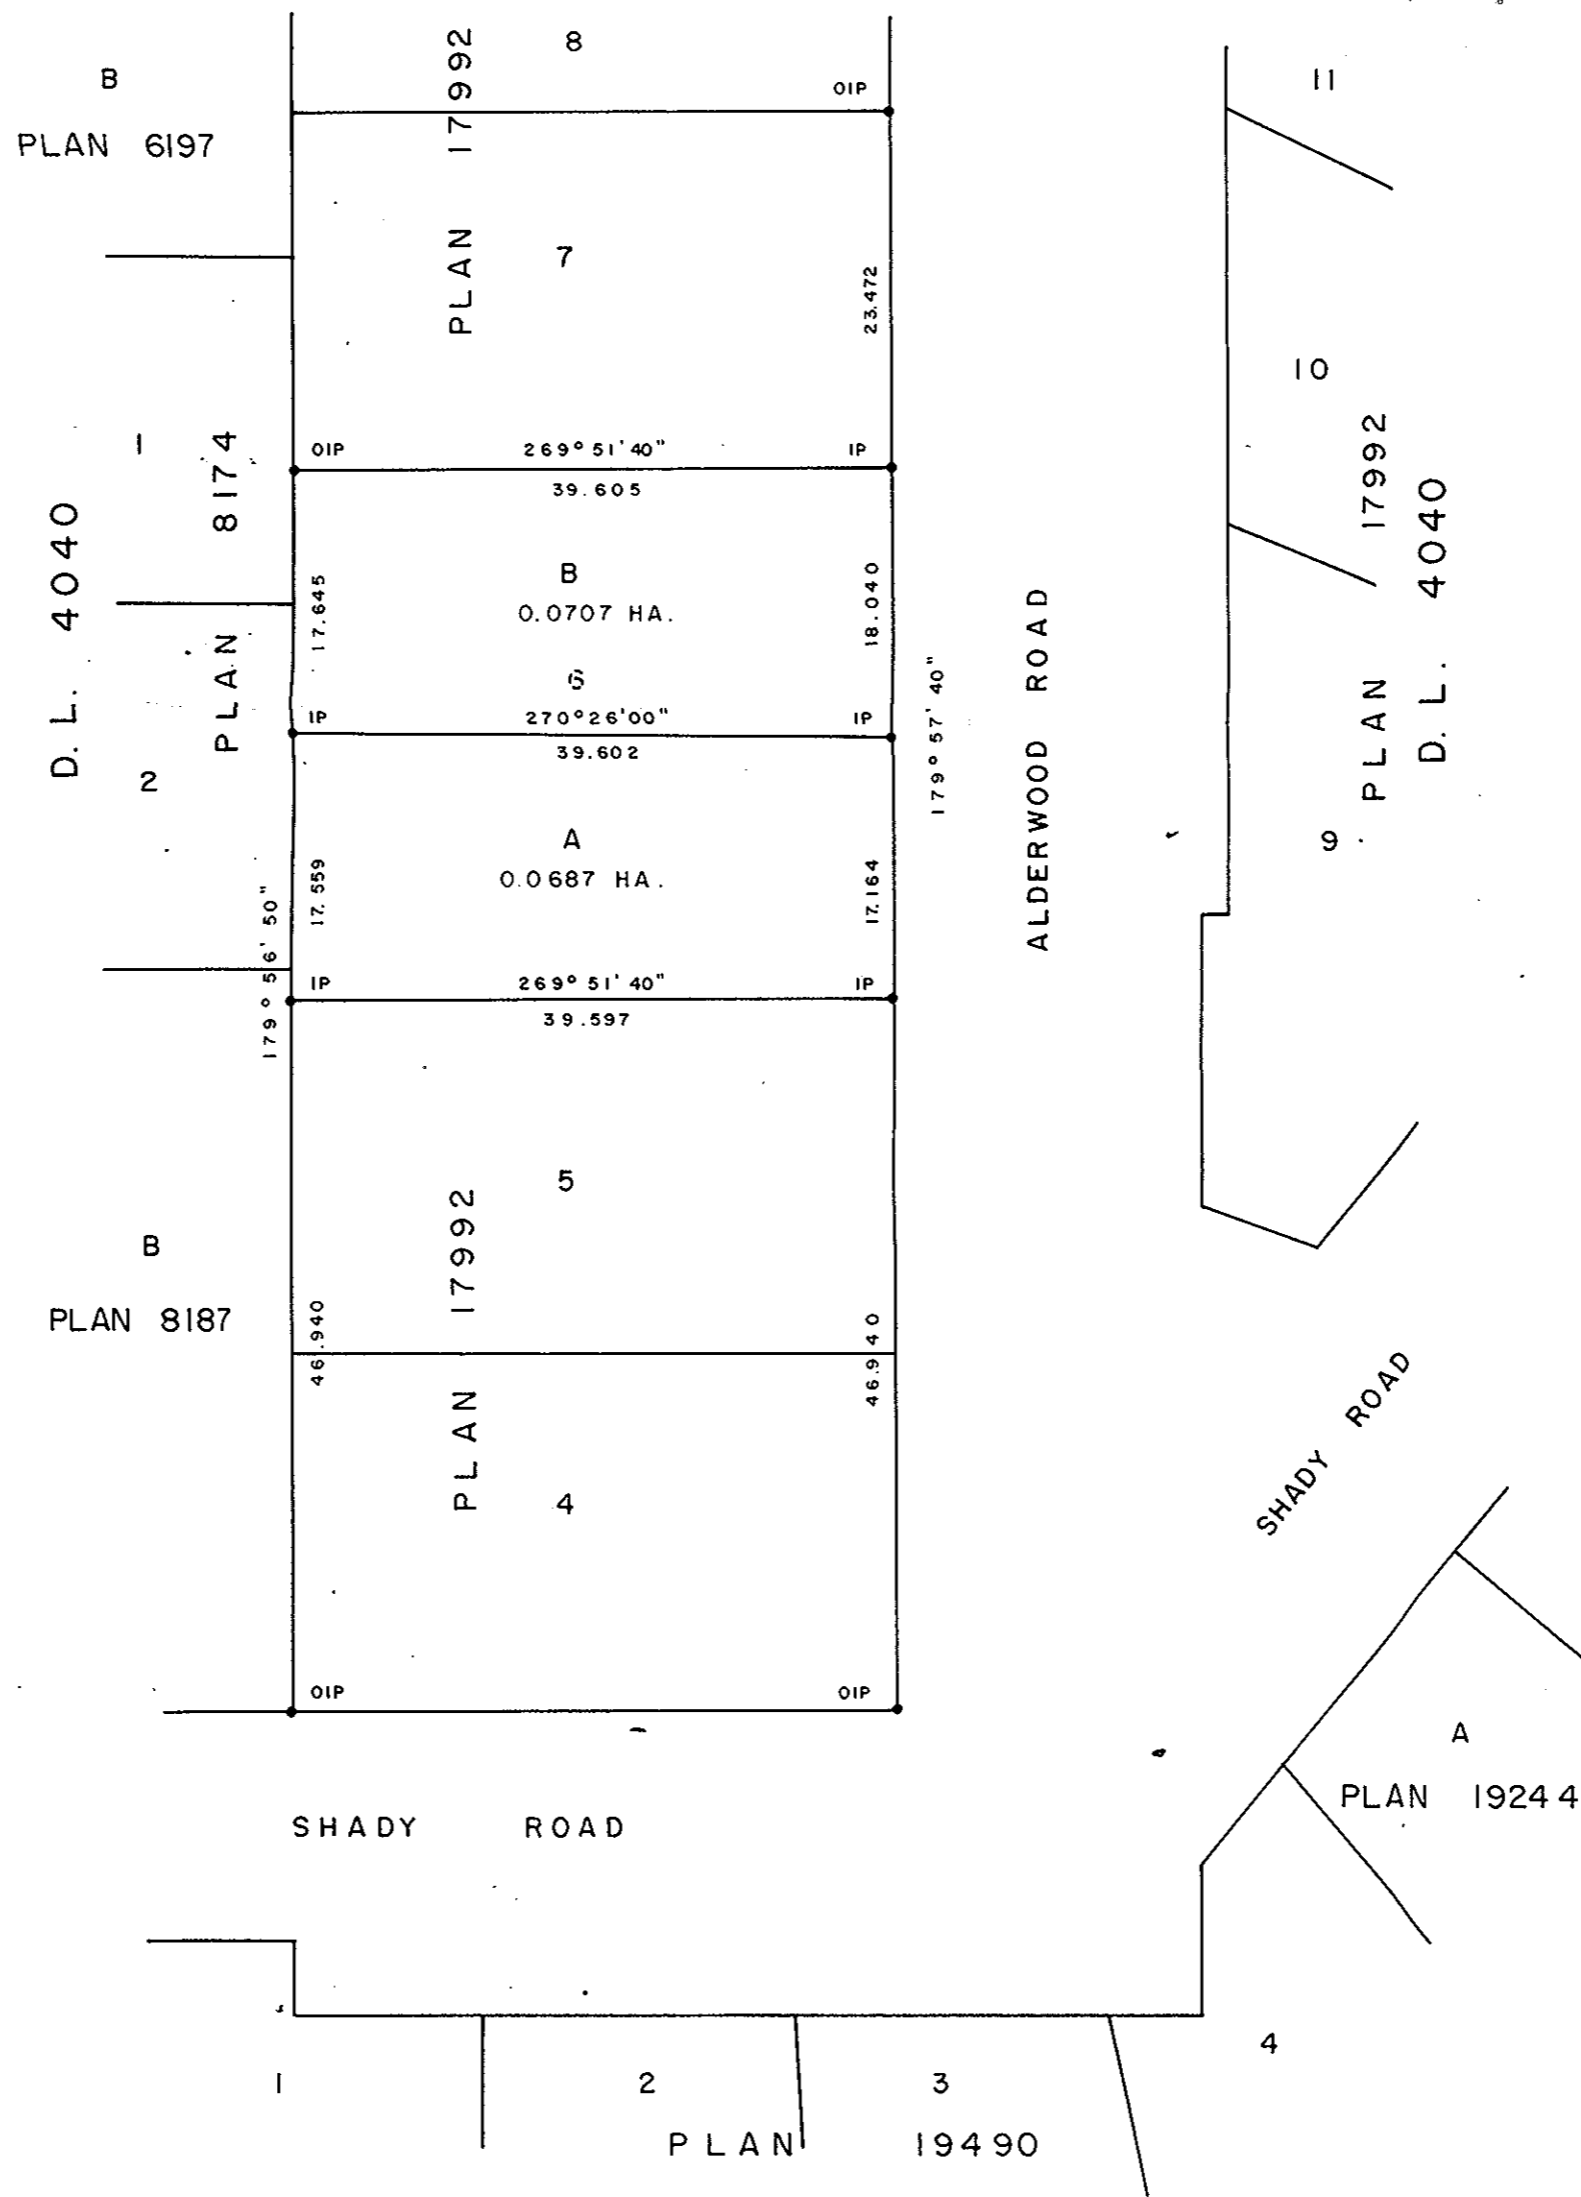 B
PLAN 6197
8
PLAN 17992
OIP
11
7
23.472
10
1
PLAN 8174
D. L. 4040
OIP
269° 51' 40"
IP
39.605
PLAN 17992
D. L. 4040
17.645
B
0.0707 HA.
18.040
6
IP
270° 26' 00"
IP
39.602
179° 57' 40"
ALDERWOOD ROAD
2
A
0.0687 HA.
17.559
17.164
9
179° 56' 50"
IP
269° 51' 40"
IP
39.597
5
PLAN 17992
B
PLAN 8187
46.940
46.940
4
SHADY ROAD
OIP
OIP
A
PLAN 19244
SHADY ROAD
1
2
3
4
PLAN 19490